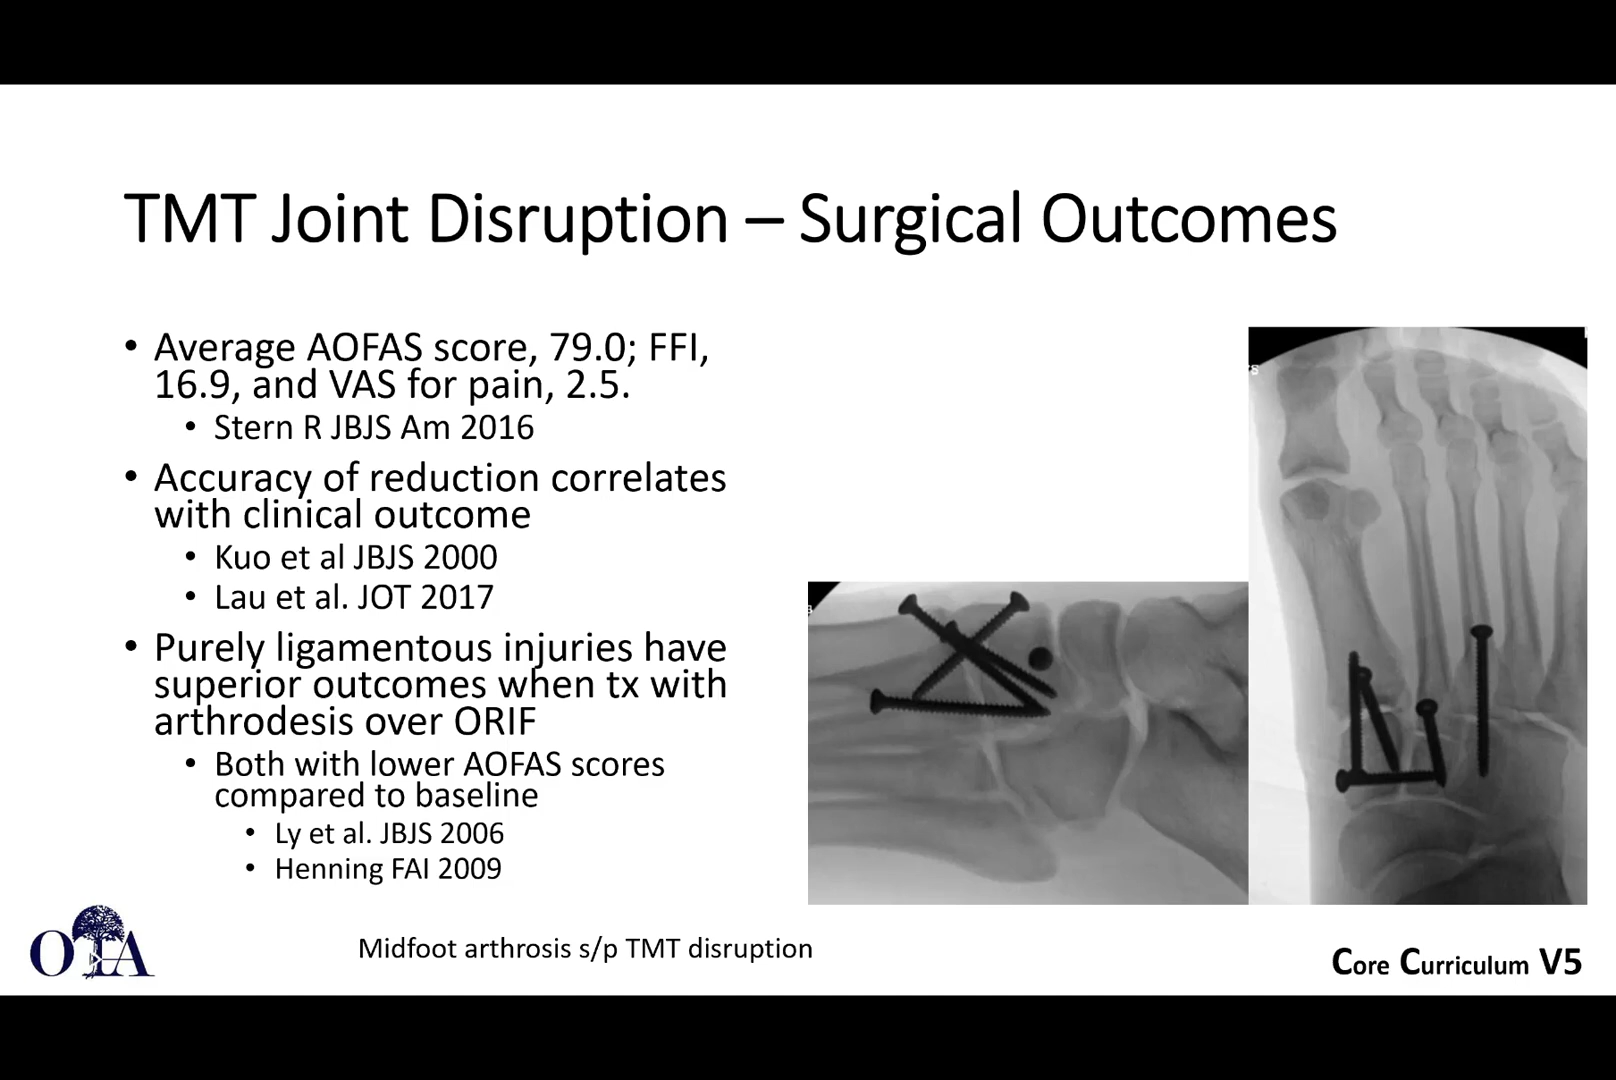 TMT Joint Disruption – Surgical Outcomes
• Average AOFAS score, 79.0; FFI,
16.9, and VAS for pain, 2.5.
• Stern R JBJS Am 2016
• Accuracy of reduction correlates
with clinical outcome
• Kuo et al JBJS 2000
• Lau et al. JOT 2017
• Purely ligamentous injuries have
superior outcomes when tx with
arthrodesis over ORIF
• Both with lower AOFAS scores
compared to baseline
• Ly et al. JBJS 2006
• Henning FAI 2009
OTA
Midfoot arthrosis s/p TMT disruption
Core Curriculum V5